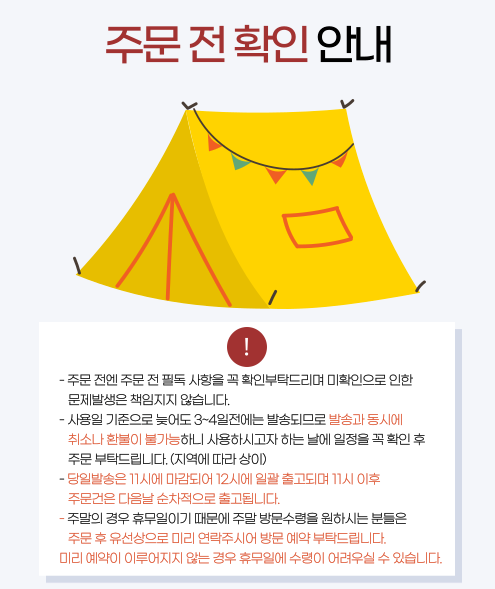 주문 전 확인 안내
!
- 주문 전엔 주문 전 필독 사항을 꼭 확인부탁드리며 미확인으로 인한
문제발생은 책임지지 않습니다.
- 사용일 기준으로 늦어도 3~4일전에는 발송되므로 발송과 동시에
취소나 환불이 불가능하니 사용하시고자 하는 날에 일정을 꼭 확인 후
주문 부탁드립니다. (지역에 따라 상이)
- 당일발송은 11시에 마감되어 12시에 일괄 출고되며 11시 이후
주문건은 다음날 순차적으로 출고됩니다.
- 주말의 경우 휴무일이기 때문에 주말 방문수령을 원하시는 분들은
주문 후 유선상으로 미리 연락주시어 방문 예약 부탁드립니다.
미리 예약이 이루어지지 않는 경우 휴무일에 수령이 어려우실 수 있습니다.